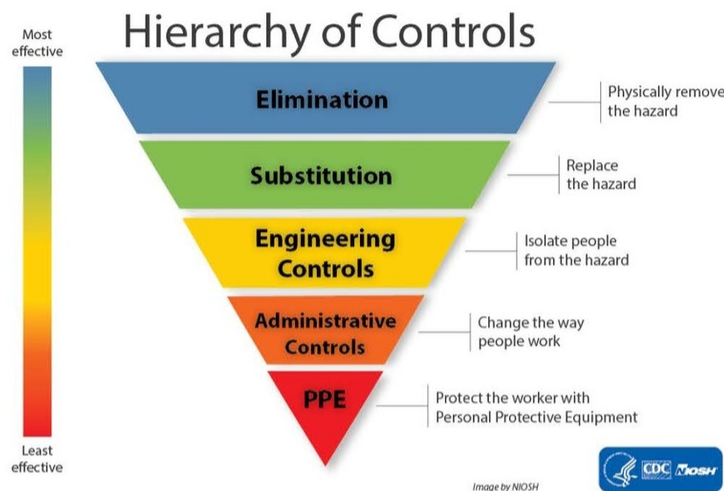 Hierarchy of Controls
Most
effective
Elimination
Physically remove
the hazard
Substitution
Replace
the hazard
Engineering
Controls
Isolate people
from the hazard
Administrative
Controls
Change the way
people work
PPE
Protect the worker with
Personal Protective Equipment
Least
effective
CDC NIOSH
Image by NIOSH